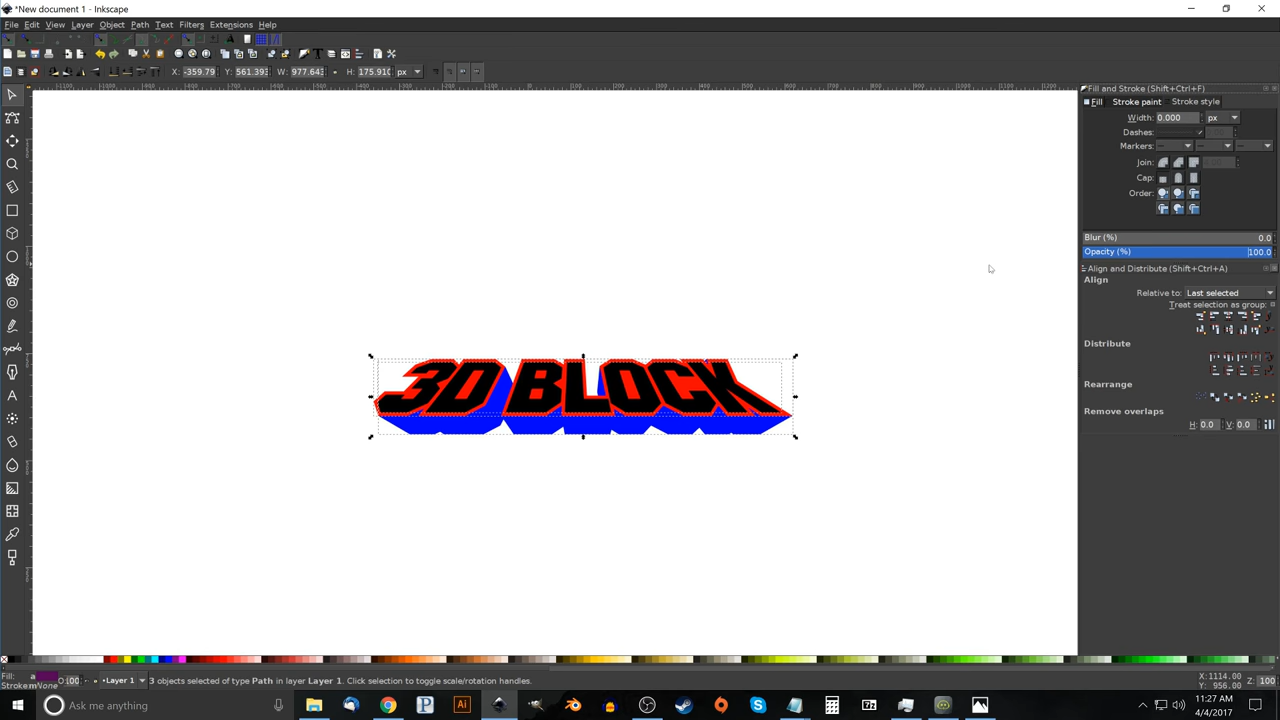 *New document 1 - Inkscape
File Edit View Layer Object Path Text Filters Extensions Help
X: -359.79 Y: 561.393 W: 977.643 H: 175.910 px
Fill and Stroke (Shift+Ctrl+F)
Fill Stroke paint Stroke style
Width: 0.000 px
Dashes:
Markers:
Join:
Cap:
Order:
Blur (%) 0.0
Opacity (%) 100.0
Align and Distribute (Shift+Ctrl+A)
Align
Relative to: Last selected
Treat selection as group:
Distribute
Rearrange
Remove overlaps
H: 0.0 V: 0.0
3D BLOCK
Fill:
Stroke
None
O:
Layer 1
3 objects selected of type Path in layer Layer 1. Click selection to toggle scale/rotation handles.
X: 1114.00
Y: 956.00
Z: 100
Ask me anything
11:27 AM
4/4/2017